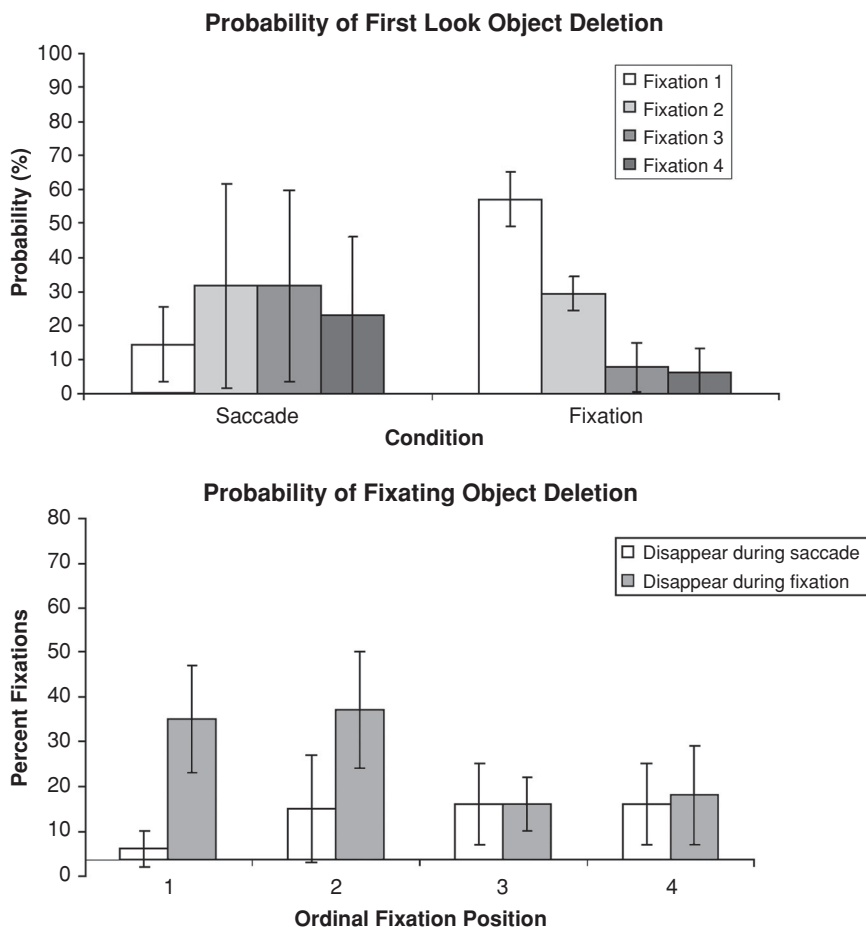 Probability of First Look Object Deletion
100
90
80
70
60
50
40
30
20
10
0
Probability (%)
Fixation 1
Fixation 2
Fixation 3
Fixation 4
Saccade
Fixation
Condition
Probability of Fixating Object Deletion
80
70
60
50
40
30
20
10
0
Percent Fixations
Disappear during saccade
Disappear during fixation
1
2
3
4
Ordinal Fixation Position